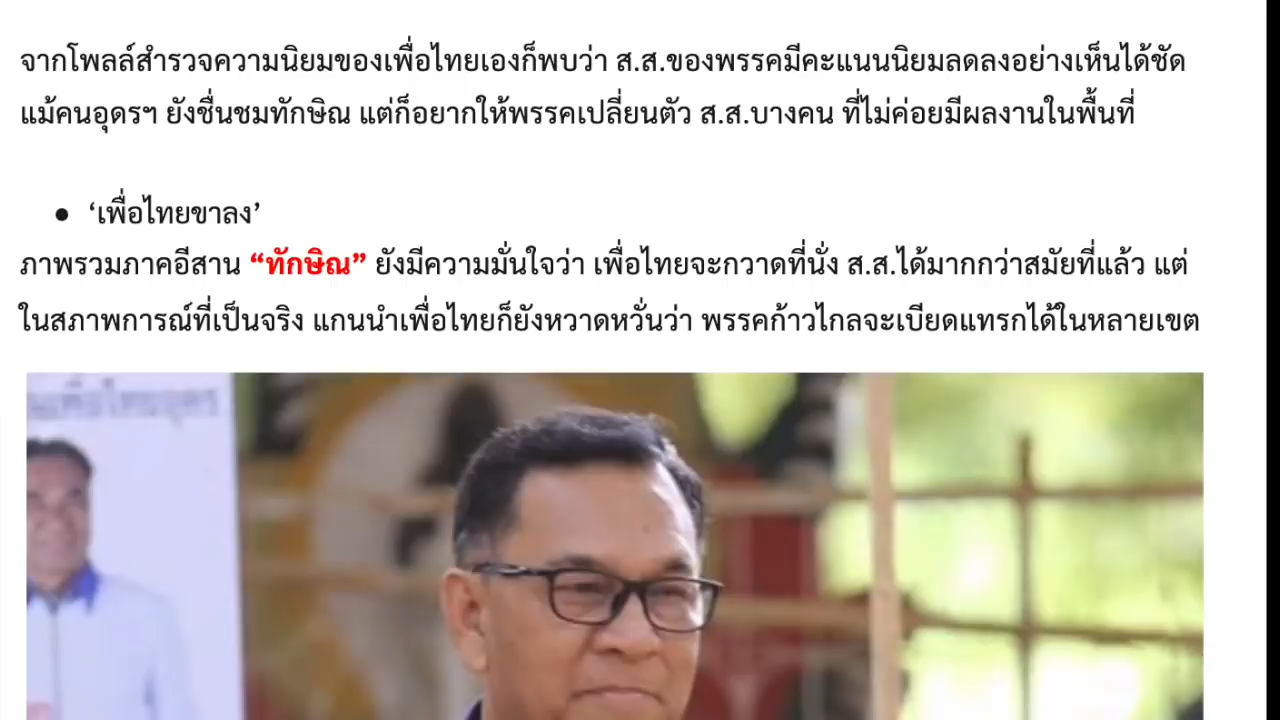 จากโพลล์สำรวจความนิยมของเพื่อไทยเองก็พบว่า ส.ส.ของพรรคมีคะแนนนิยมลดลงอย่างเห็นได้ชัด
แม้คนอุดรฯ ยังชื่นชมทักษิณ แต่ก็อยากให้พรรคเปลี่ยนตัว ส.ส.บางคน ที่ไม่ค่อยมีผลงานในพื้นที่
• ‘เพื่อไทยขาลง’
ภาพรวมภาคอีสาน “ทักษิณ” ยังมีความมั่นใจว่า เพื่อไทยจะกวาดที่นั่ง ส.ส.ได้มากกว่าสมัยที่แล้ว แต่
ในสภาพการณ์ที่เป็นจริง แกนนำเพื่อไทยก็ยังหวาดหวั่นว่า พรรคก้าวไกลจะเบียดแทรกได้ในหลายเขต